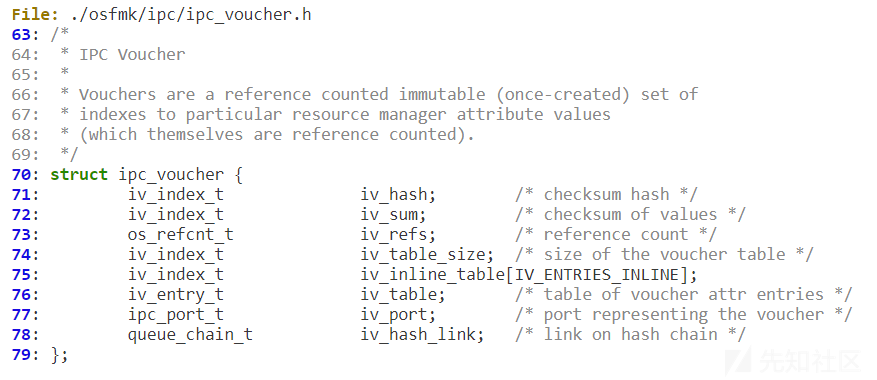 File: ./osfmk/ipc/ipc_voucher.h
63: /*
64:  * IPC Voucher
65:  *
66:  * Vouchers are a reference counted immutable (once-created) set of
67:  * indexes to particular resource manager attribute values
68:  * (which themselves are reference counted).
69:  */
70: struct ipc_voucher {
71:         iv_index_t              iv_hash;        /* checksum hash */
72:         iv_index_t              iv_sum;         /* checksum of values */
73:         os_refcnt_t             iv_refs;        /* reference count */
74:         iv_index_t              iv_table_size;  /* size of the voucher table */
75:         iv_index_t              iv_inline_table[IV_ENTRIES_INLINE];
76:         iv_entry_t              iv_table;       /* table of voucher attr entries */
77:         ipc_port_t              iv_port;        /* port representing the voucher */
78:         queue_chain_t           iv_hash_link;   /* link on hash chain */
79: };
先知社区